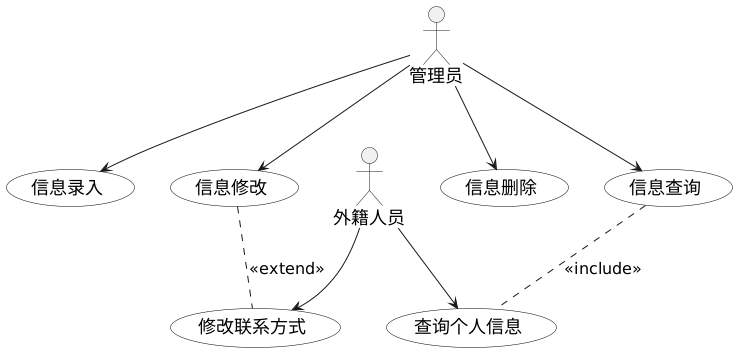 管理员
信息录入
信息修改
信息删除
信息查询
外籍人员
«extend»
«include»
修改联系方式
查询个人信息